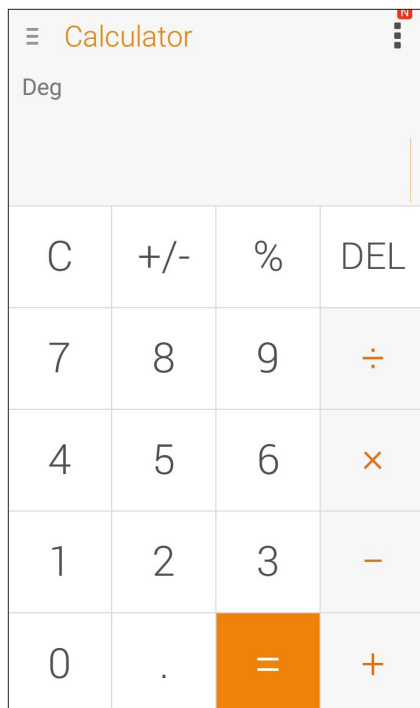 N
Calculator
Deg
C +/- % DEL
7 8 9 ÷
4 5 6 ×
1 2 3 −
0 . = +